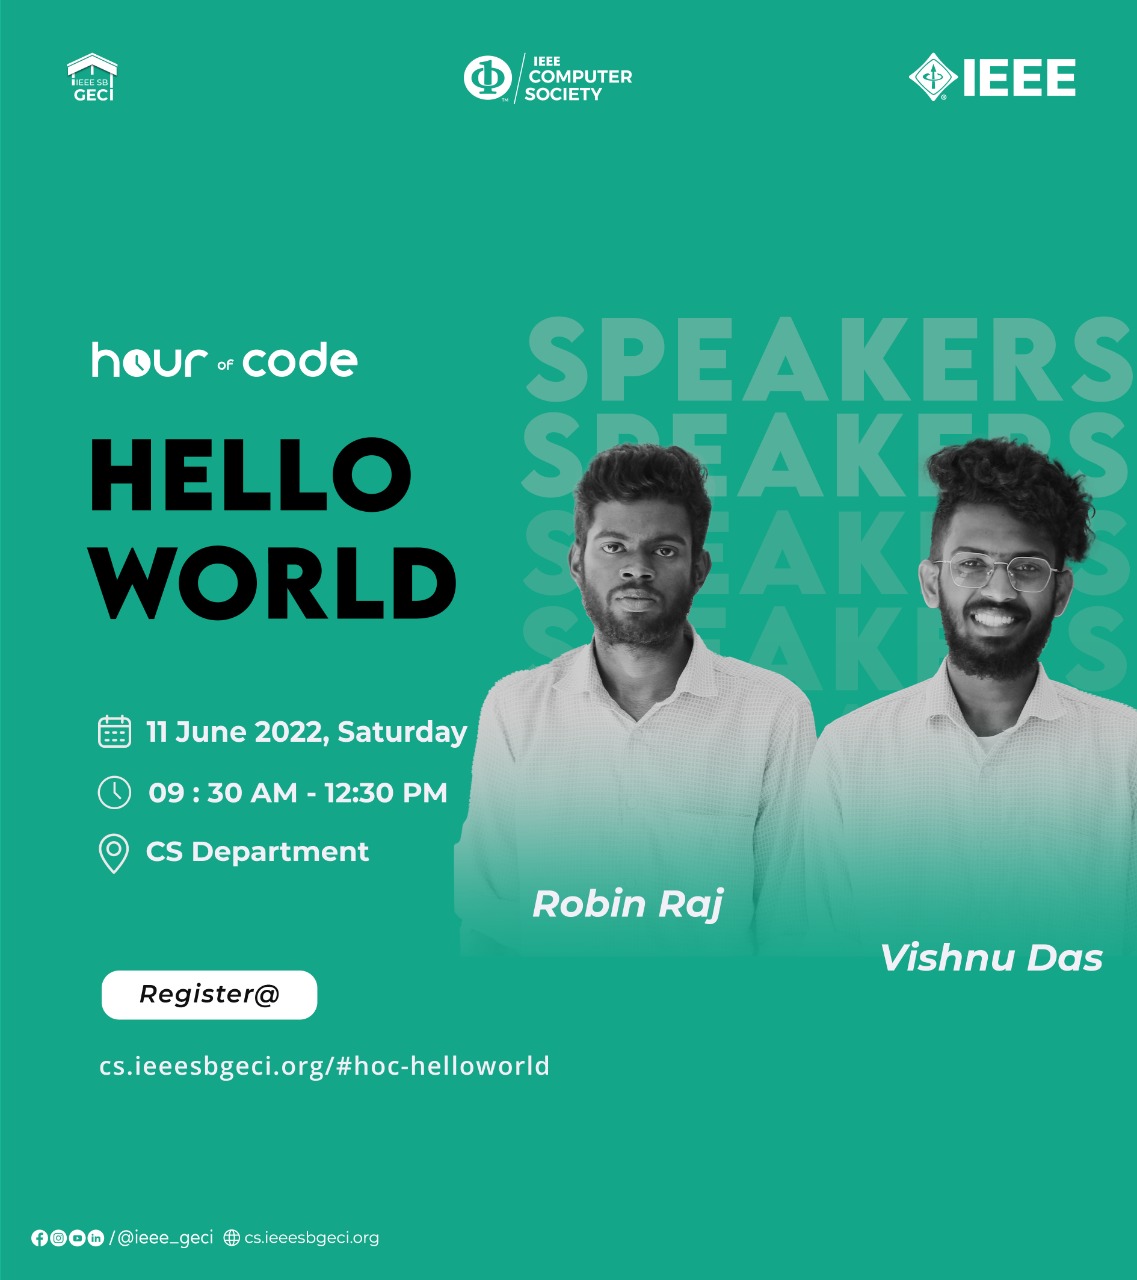 IEEE SB
GECI
IEEE
COMPUTER
SOCIETY
IEEE
hour OF code
HELLO
WORLD
SPEAKERS
SPEAKERS
SPEAKERS
SPEAKERS
11 June 2022, Saturday
09 : 30 AM - 12:30 PM
CS Department
Robin Raj
Vishnu Das
Register@
cs.ieeesbgeci.org/#hoc-helloworld
/@ieee_geci cs.ieeesbgeci.org